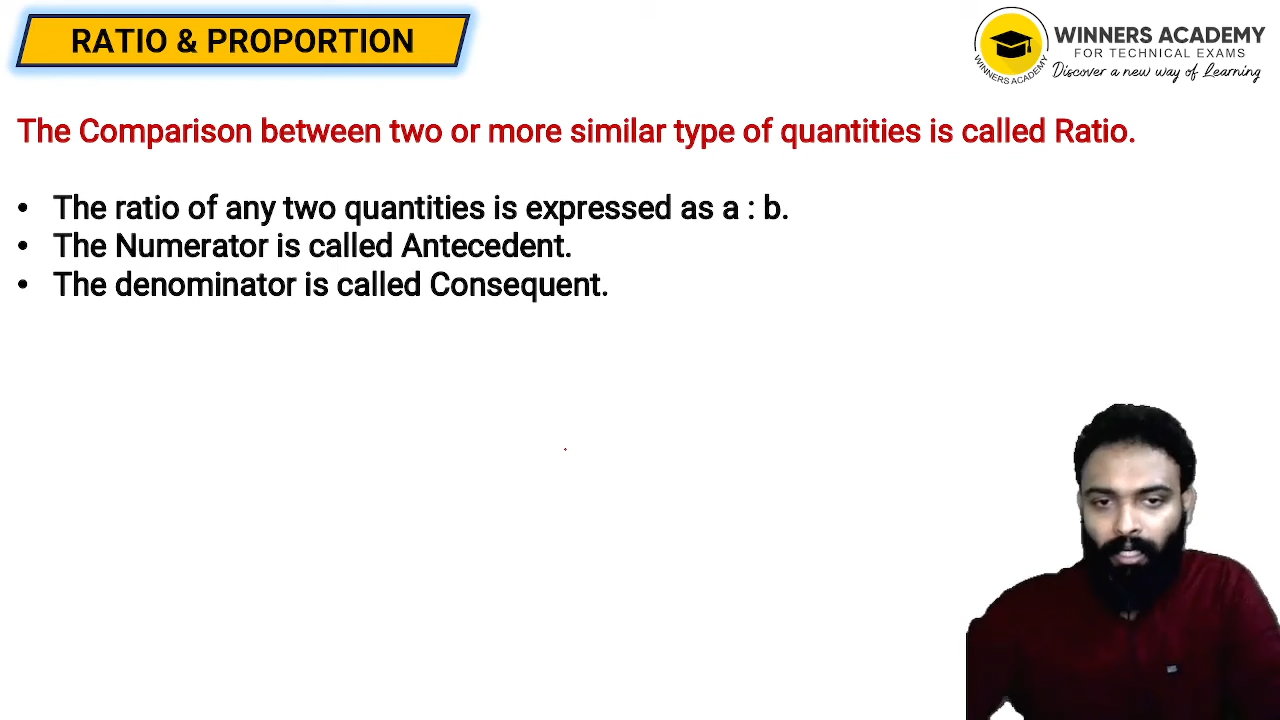 RATIO & PROPORTION
WINNERS ACADEMY
FOR TECHNICAL EXAMS
Discover a new way of Learning
WINNERS ACADEMY
The Comparison between two or more similar type of quantities is called Ratio.
• The ratio of any two quantities is expressed as a : b.
• The Numerator is called Antecedent.
• The denominator is called Consequent.